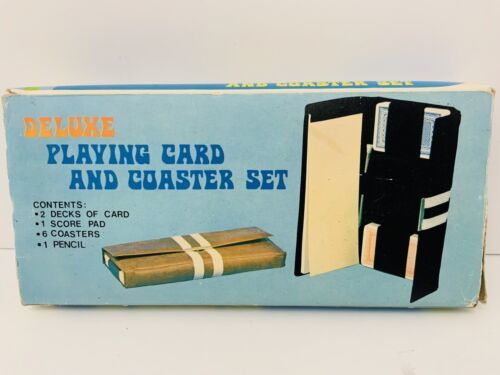 AND COASTER SET
DELUXE
PLAYING CARD
AND COASTER SET
CONTENTS:
▪2 DECKS OF CARD
▪1 SCORE PAD
▪6 COASTERS
▪1 PENCIL